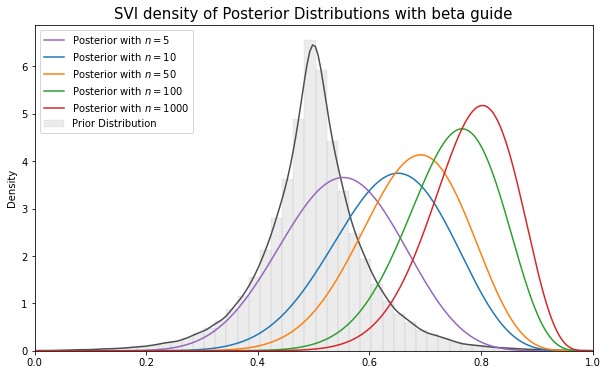 SVI density of Posterior Distributions with beta guide
Posterior with n = 5
Posterior with n = 10
Posterior with n = 50
Posterior with n = 100
Posterior with n = 1000
Prior Distribution
Density
6
5
4
3
2
1
0
0.0 0.2 0.4 0.6 0.8 1.0